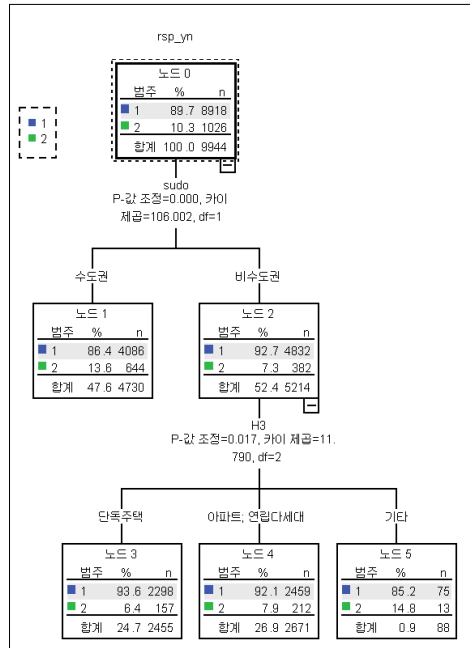 rsp_yn
노드 0
범주 % n
1 89.7 8918
2 10.3 1026
합계 100.0 9944
1
2
sudo
P-값 조정=0.000, 카이
제곱=106.002, df=1
수도권
비수도권
노드 1
범주 % n
1 86.4 4086
2 13.6 644
합계 47.6 4730
노드 2
범주 % n
1 92.7 4832
2 7.3 382
합계 52.4 5214
H3
P-값 조정=0.017, 카이 제곱=11.
790, df=2
단독주택
아파트; 연립다세대
기타
노드 3
범주 % n
1 93.6 2298
2 6.4 157
합계 24.7 2455
노드 4
범주 % n
1 92.1 2459
2 7.9 212
합계 26.9 2671
노드 5
범주 % n
1 85.2 75
2 14.8 13
합계 0.9 88